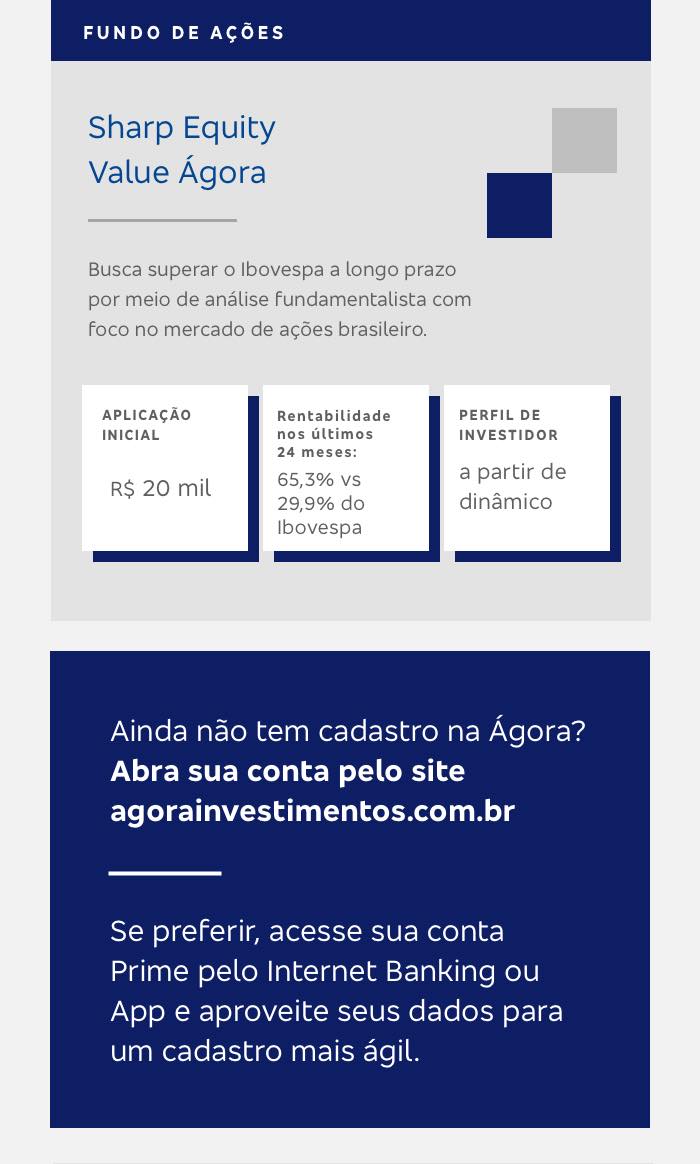 FUNDO DE AÇÕES
Sharp Equity
Value Ágora
Busca superar o Ibovespa a longo prazo
por meio de análise fundamentalista com
foco no mercado de ações brasileiro.
APLICAÇÃO
INICIAL
R$ 20 mil
Rentabilidade
nos últimos
24 meses:
65,3% vs
29,9% do
Ibovespa
PERFIL DE
INVESTIDOR
a partir de
dinâmico
Ainda não tem cadastro na Ágora?
Abra sua conta pelo site
agorainvestimentos.com.br
Se preferir, acesse sua conta
Prime pelo Internet Banking ou
App e aproveite seus dados para
um cadastro mais ágil.